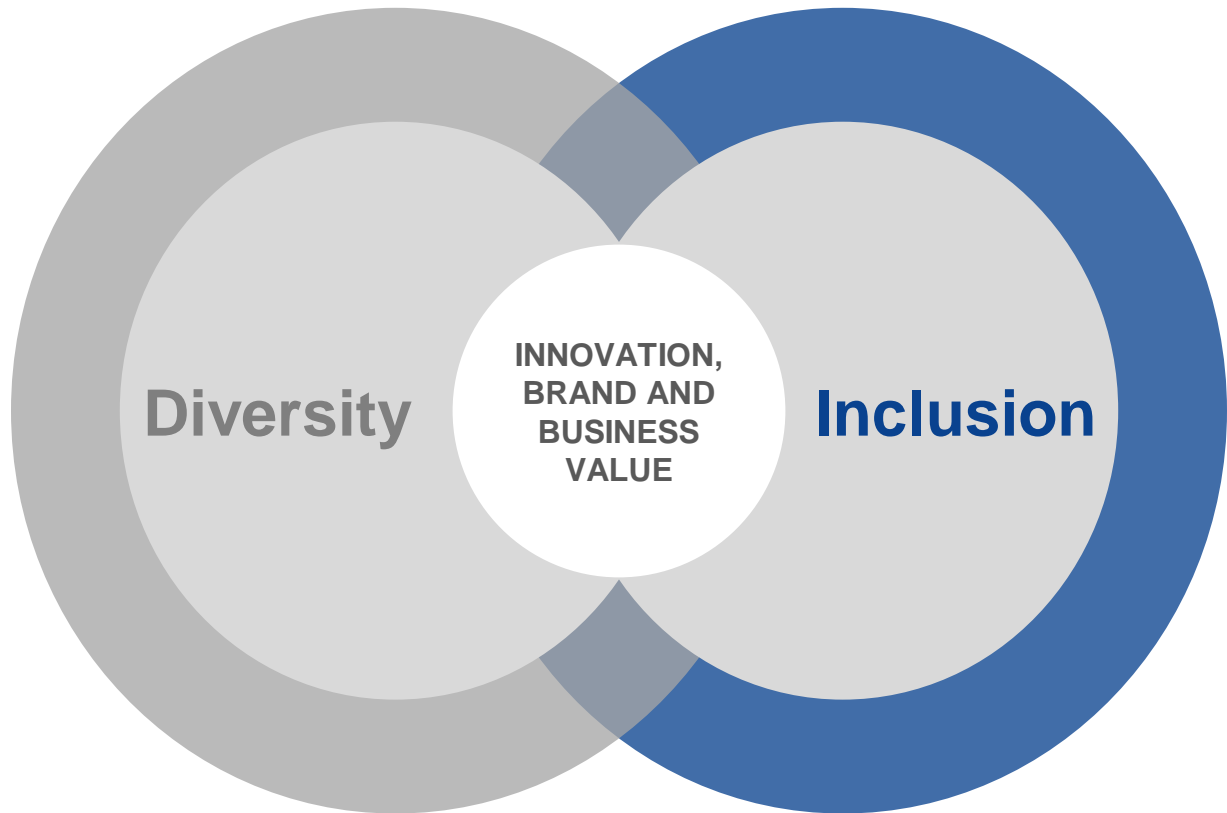 Diversity
INNOVATION,
BRAND AND
BUSINESS
VALUE
Inclusion